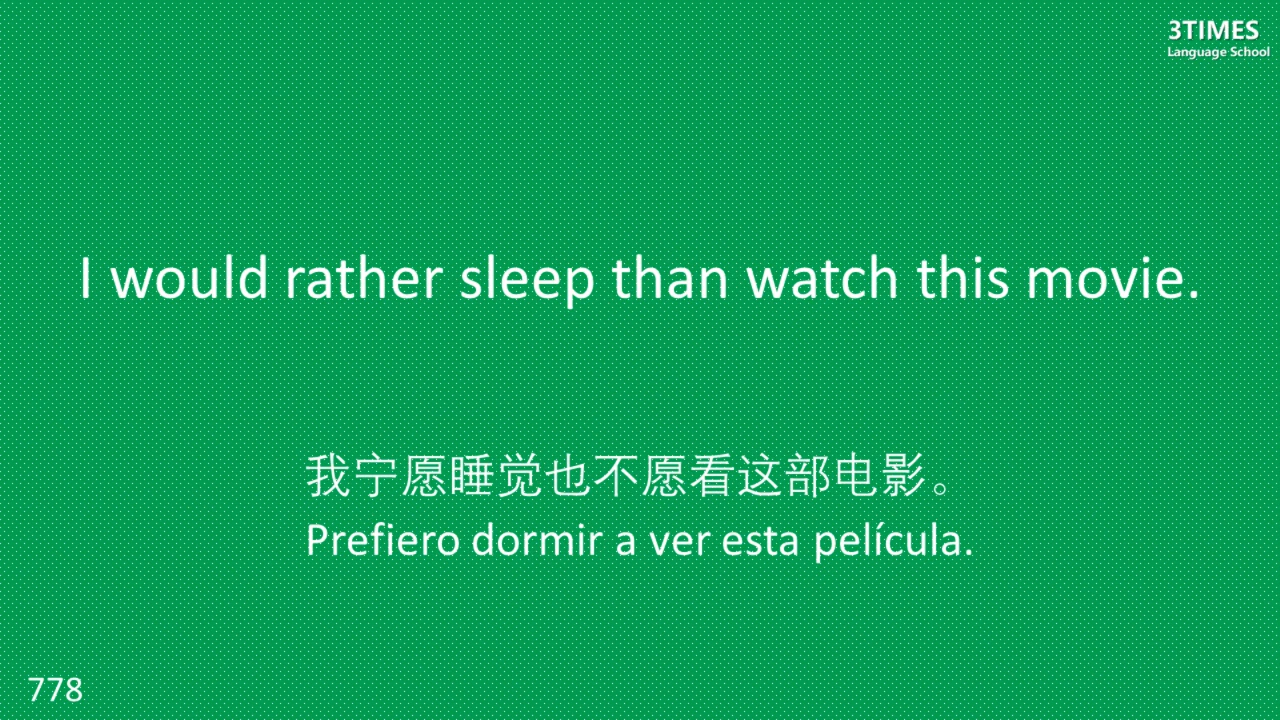 3TIMES
Language School
I would rather sleep than watch this movie.
我宁愿睡觉也不愿看这部电影。
Prefiero dormir a ver esta película.
778